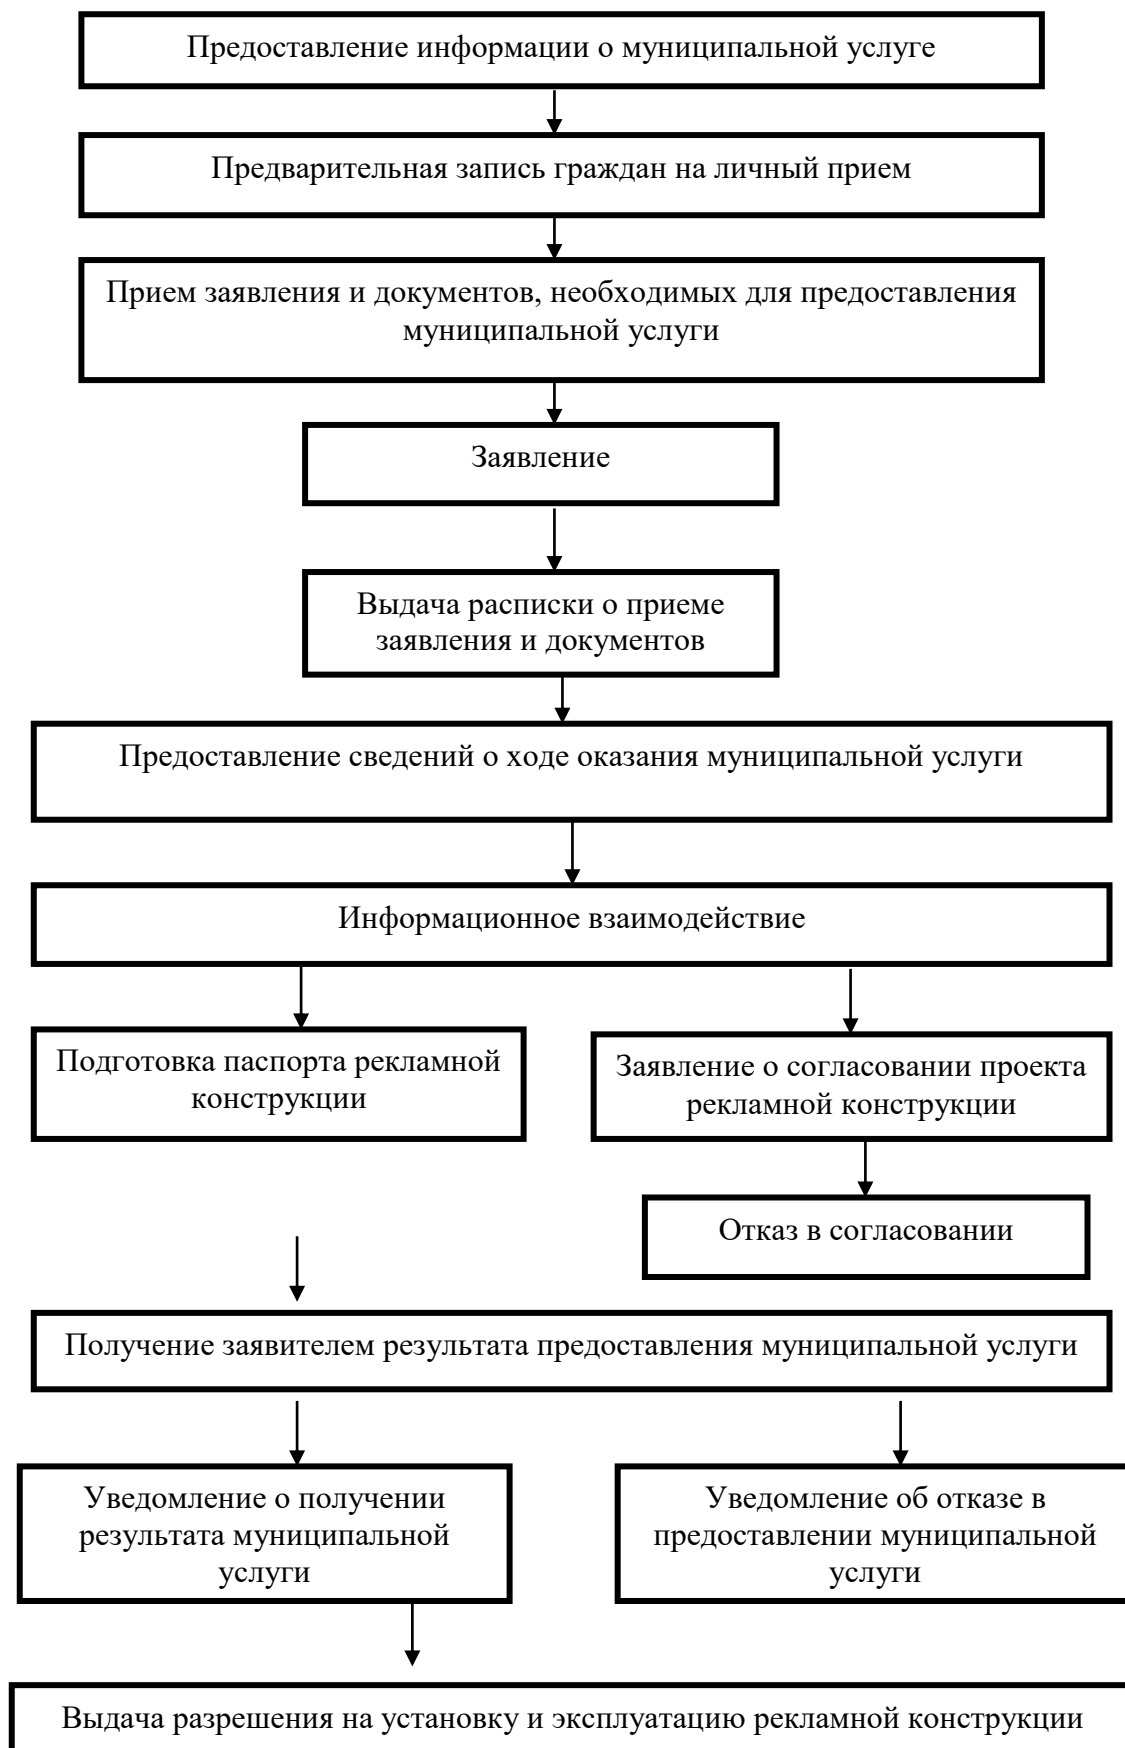 Предоставление информации о муниципальной услуге
Предварительная запись граждан на личный прием
Прием заявления и документов, необходимых для предоставления
муниципальной услуги
Заявление
Выдача расписки о приеме
заявления и документов
Предоставление сведений о ходе оказания муниципальной услуги
Информационное взаимодействие
Подготовка паспорта рекламной
конструкции
Заявление о согласовании проекта
рекламной конструкции
Отказ в согласовании
Получение заявителем результата предоставления муниципальной услуги
Уведомление о получении
результата муниципальной
услуги
Уведомление об отказе в
предоставлении муниципальной
услуги
Выдача разрешения на установку и эксплуатацию рекламной конструкции